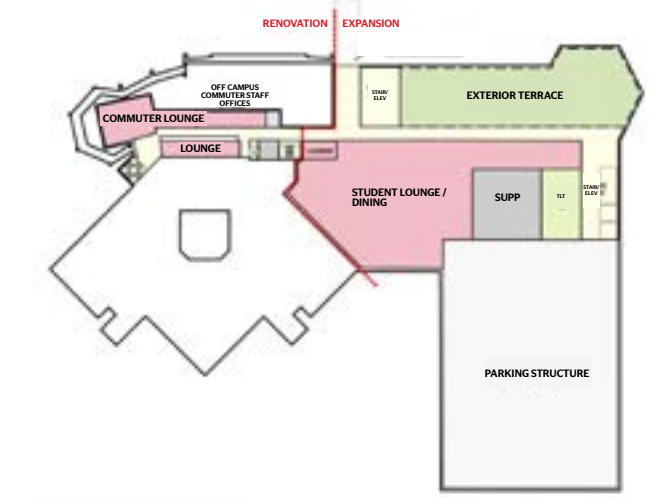 RENOVATION EXPANSION
OFF CAMPUS
COMMUTER STAFF
OFFICES
STAIR/
ELEV
EXTERIOR TERRACE
COMMUTER LOUNGE
LOUNGE
STUDENT LOUNGE /
DINING
SUPP
TLT
STAIR/
ELEV
PARKING STRUCTURE